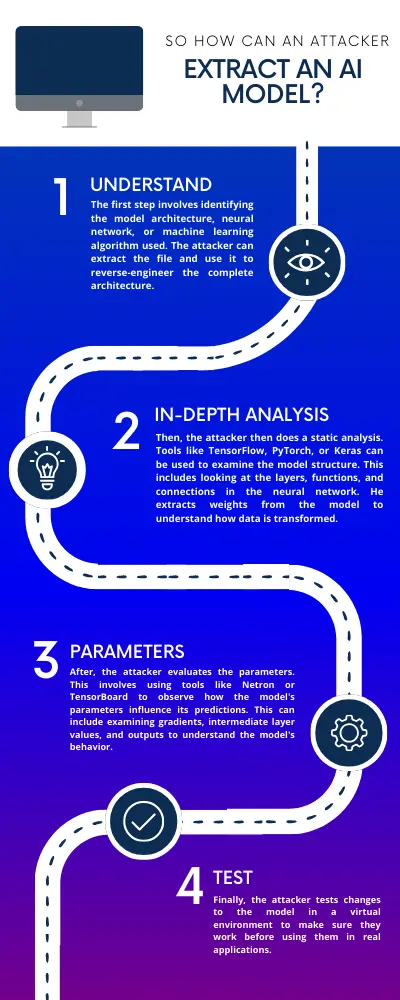 SO HOW CAN AN ATTACKER
EXTRACT AN AI
MODEL?
1 UNDERSTAND
The first step involves identifying
the model architecture, neural
network, or machine learning
algorithm used. The attacker can
extract the file and use it to
reverse-engineer the complete
architecture.
2 IN-DEPTH ANALYSIS
Then, the attacker then does a static analysis.
Tools like TensorFlow, PyTorch, or Keras can
be used to examine the model structure. This
includes looking at the layers, functions, and
connections in the neural network. He
extracts weights from the model to
understand how data is transformed.
3 PARAMETERS
After, the attacker evaluates the parameters.
This involves using tools like Netron or
TensorBoard to observe how the model's
parameters influence its predictions. This can
include examining gradients, intermediate layer
values, and outputs to understand the model's
behavior.
4 TEST
Finally, the attacker tests changes
to the model in a virtual
environment to make sure they
work before using them in real
applications.